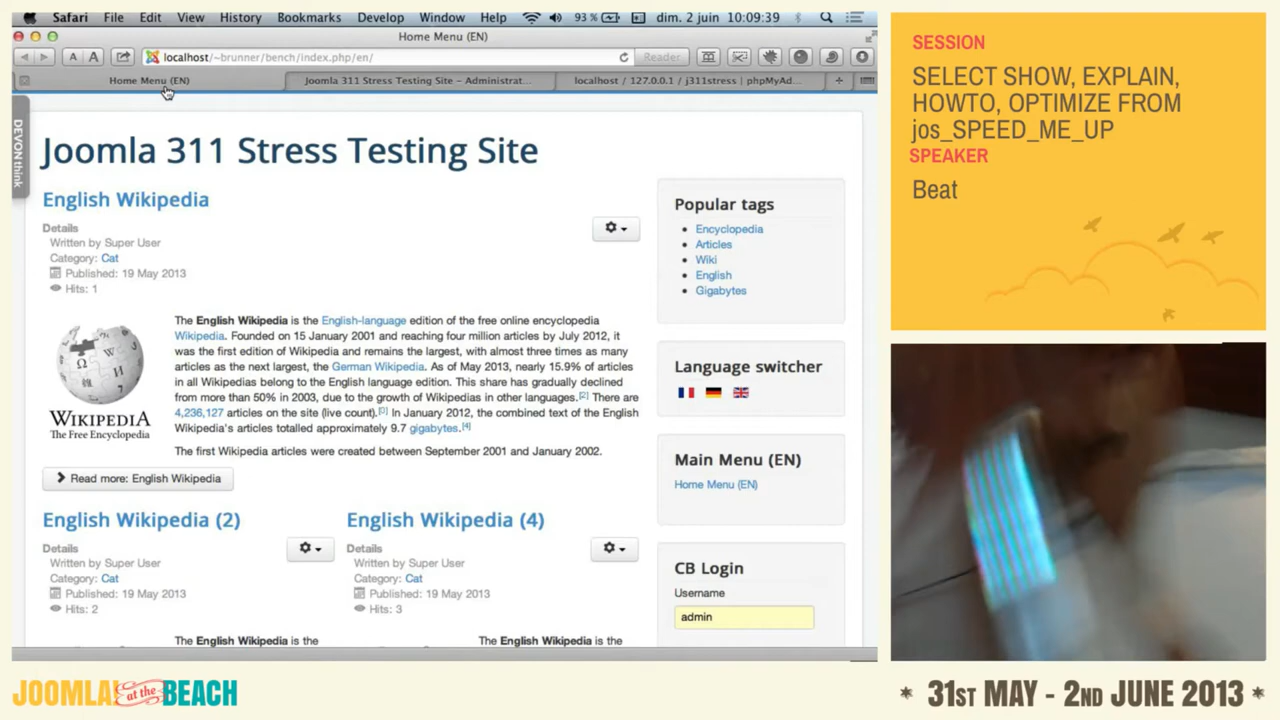 Safari File Edit View History Bookmarks Develop Window Help 93 % dim. 2 juin 10:09:39
Home Menu (EN)
A A localhost/~brunner/bench/index.php/en/ Reader
Home Menu (EN) Joomla 311 Stress Testing Site – Administrat... localhost / 127.0.0.1 / j311stress | phpMyAd... +
DEVONthink
Joomla 311 Stress Testing Site
English Wikipedia
Details
Written by Super User
Category: Cat
Published: 19 May 2013
Hits: 1
The English Wikipedia is the English-language edition of the free online encyclopedia
Wikipedia. Founded on 15 January 2001 and reaching four million articles by July 2012, it
was the first edition of Wikipedia and remains the largest, with almost three times as many
articles as the next largest, the German Wikipedia. As of May 2013, nearly 15.9% of articles
in all Wikipedias belong to the English language edition. This share has gradually declined
from more than 50% in 2003, due to the growth of Wikipedias in other languages.[2] There are
4,236,127 articles on the site (live count).[3] In January 2012, the combined text of the English
Wikipedia's articles totalled approximately 9.7 gigabytes.[4]
The first Wikipedia articles were created between September 2001 and January 2002.
WIKIPEDIA
The Free Encyclopedia
Read more: English Wikipedia
English Wikipedia (2)
Details
Written by Super User
Category: Cat
Published: 19 May 2013
Hits: 2
The English Wikipedia is the
English Wikipedia (4)
Details
Written by Super User
Category: Cat
Published: 19 May 2013
Hits: 3
The English Wikipedia is the
Popular tags
Encyclopedia
Articles
Wiki
English
Gigabytes
Language switcher
Main Menu (EN)
Home Menu (EN)
CB Login
Username
admin
SESSION
SELECT SHOW, EXPLAIN,
HOWTO, OPTIMIZE FROM
jos_SPEED_ME_UP
SPEAKER
Beat
JOOMLA! at the BEACH
* 31ST MAY - 2ND JUNE 2013 *